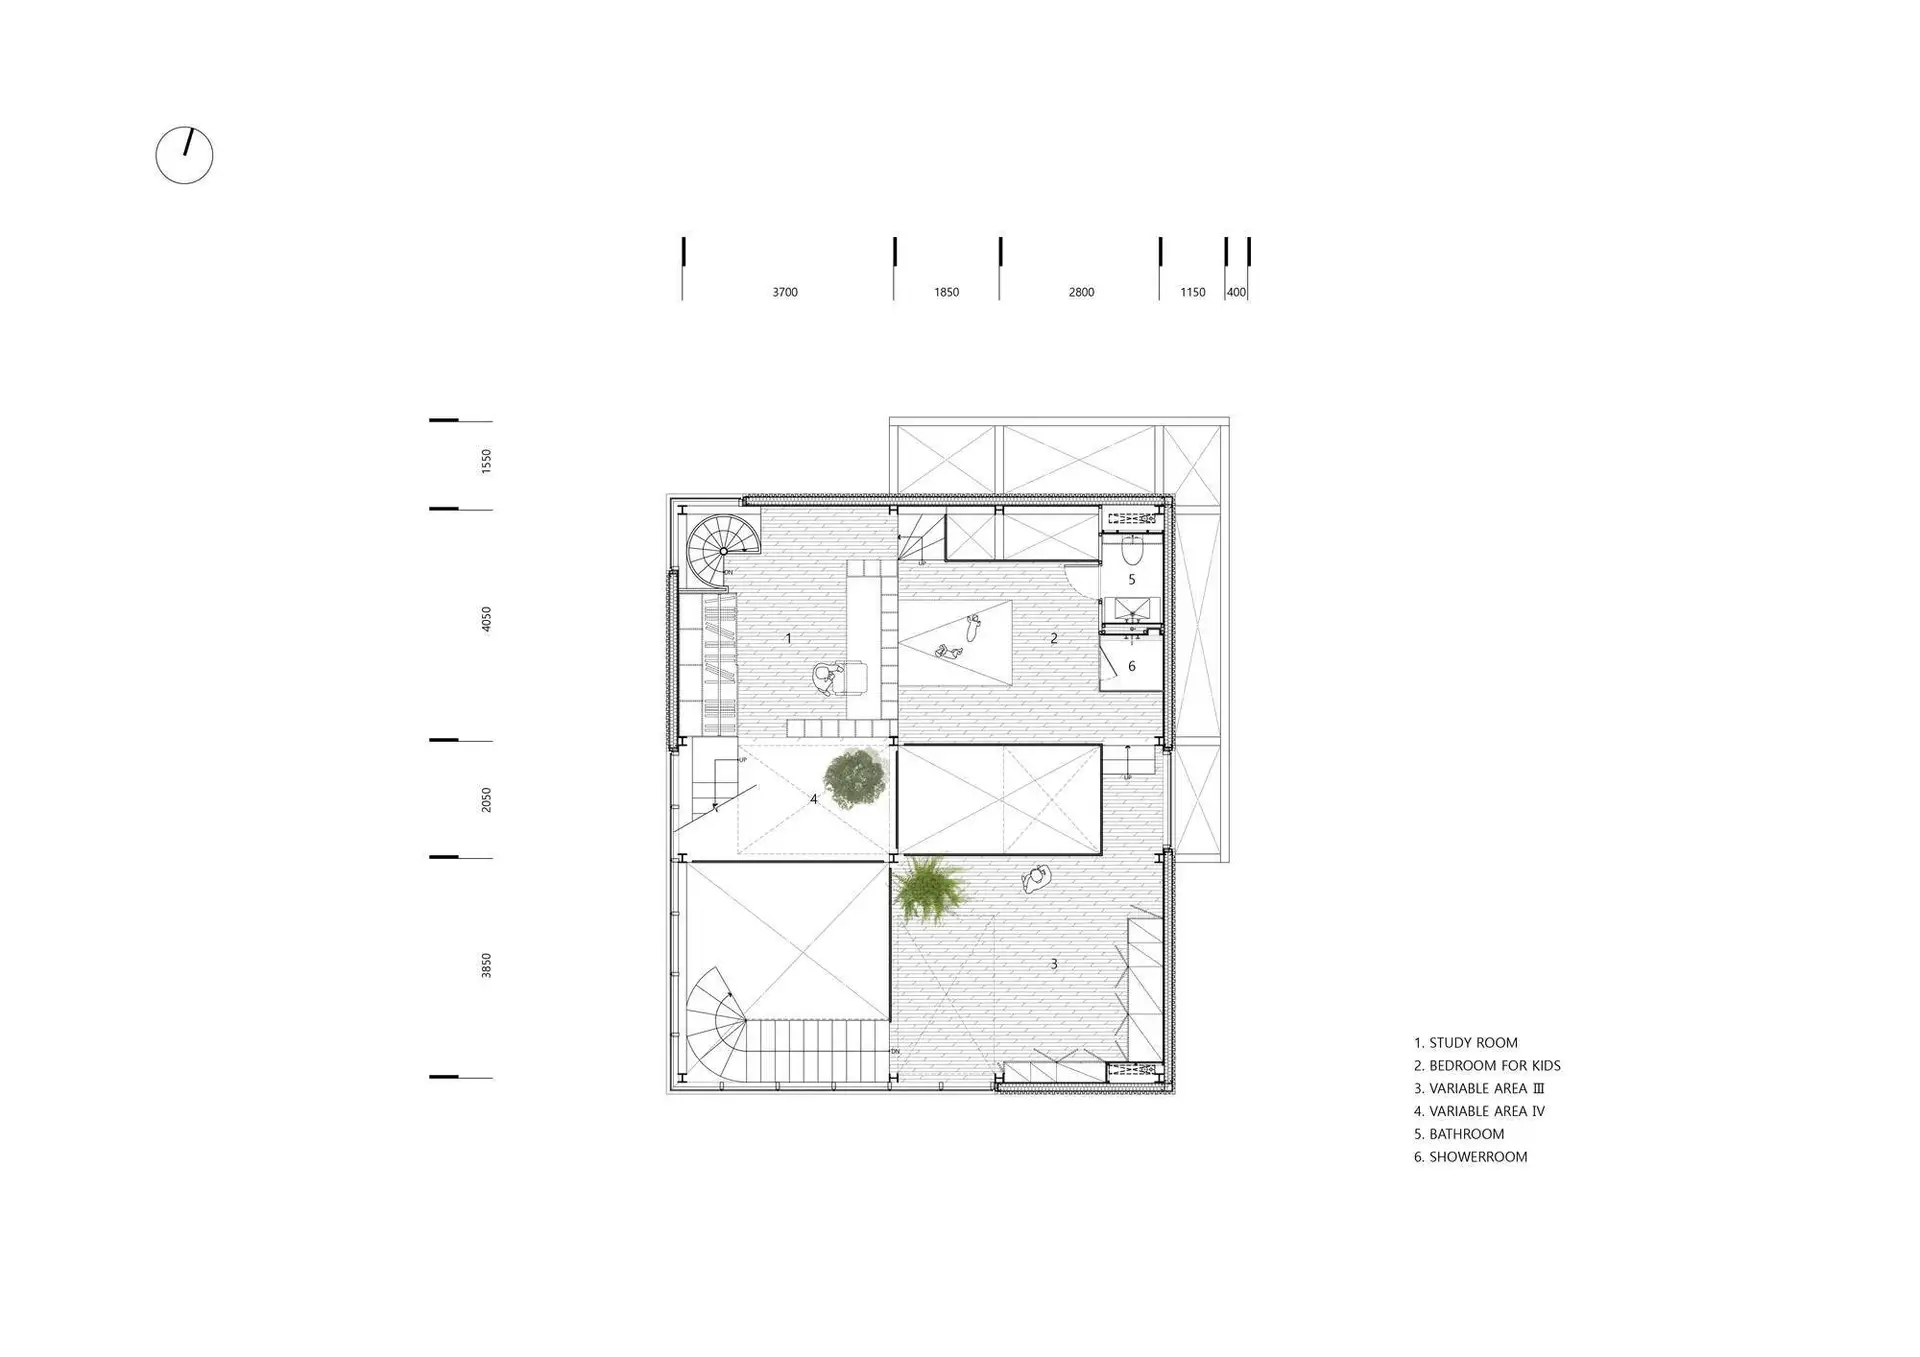 3700
1850
2800
1150
400
1550
4050
2050
3850
DN
UP
1
2
5
6
UP
4
UP
3
DN
1. STUDY ROOM
2. BEDROOM FOR KIDS
3. VARIABLE AREA Ⅲ
4. VARIABLE AREA Ⅳ
5. BATHROOM
6. SHOWERROOM